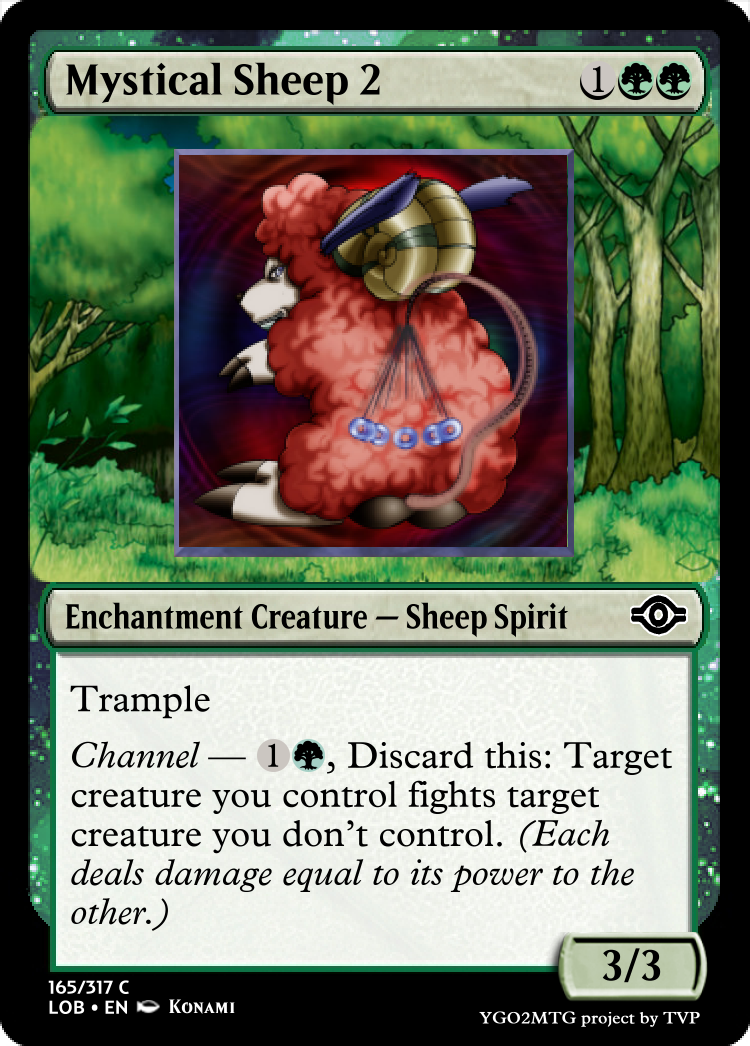 Mystical Sheep 2 1
Enchantment Creature — Sheep Spirit
Trample
Channel — 1 , Discard this: Target
creature you control fights target
creature you don’t control. (Each
deals damage equal to its power to the
other.)
3/3
165/317 C
LOB • EN KONAMI
YGO2MTG project by TVP